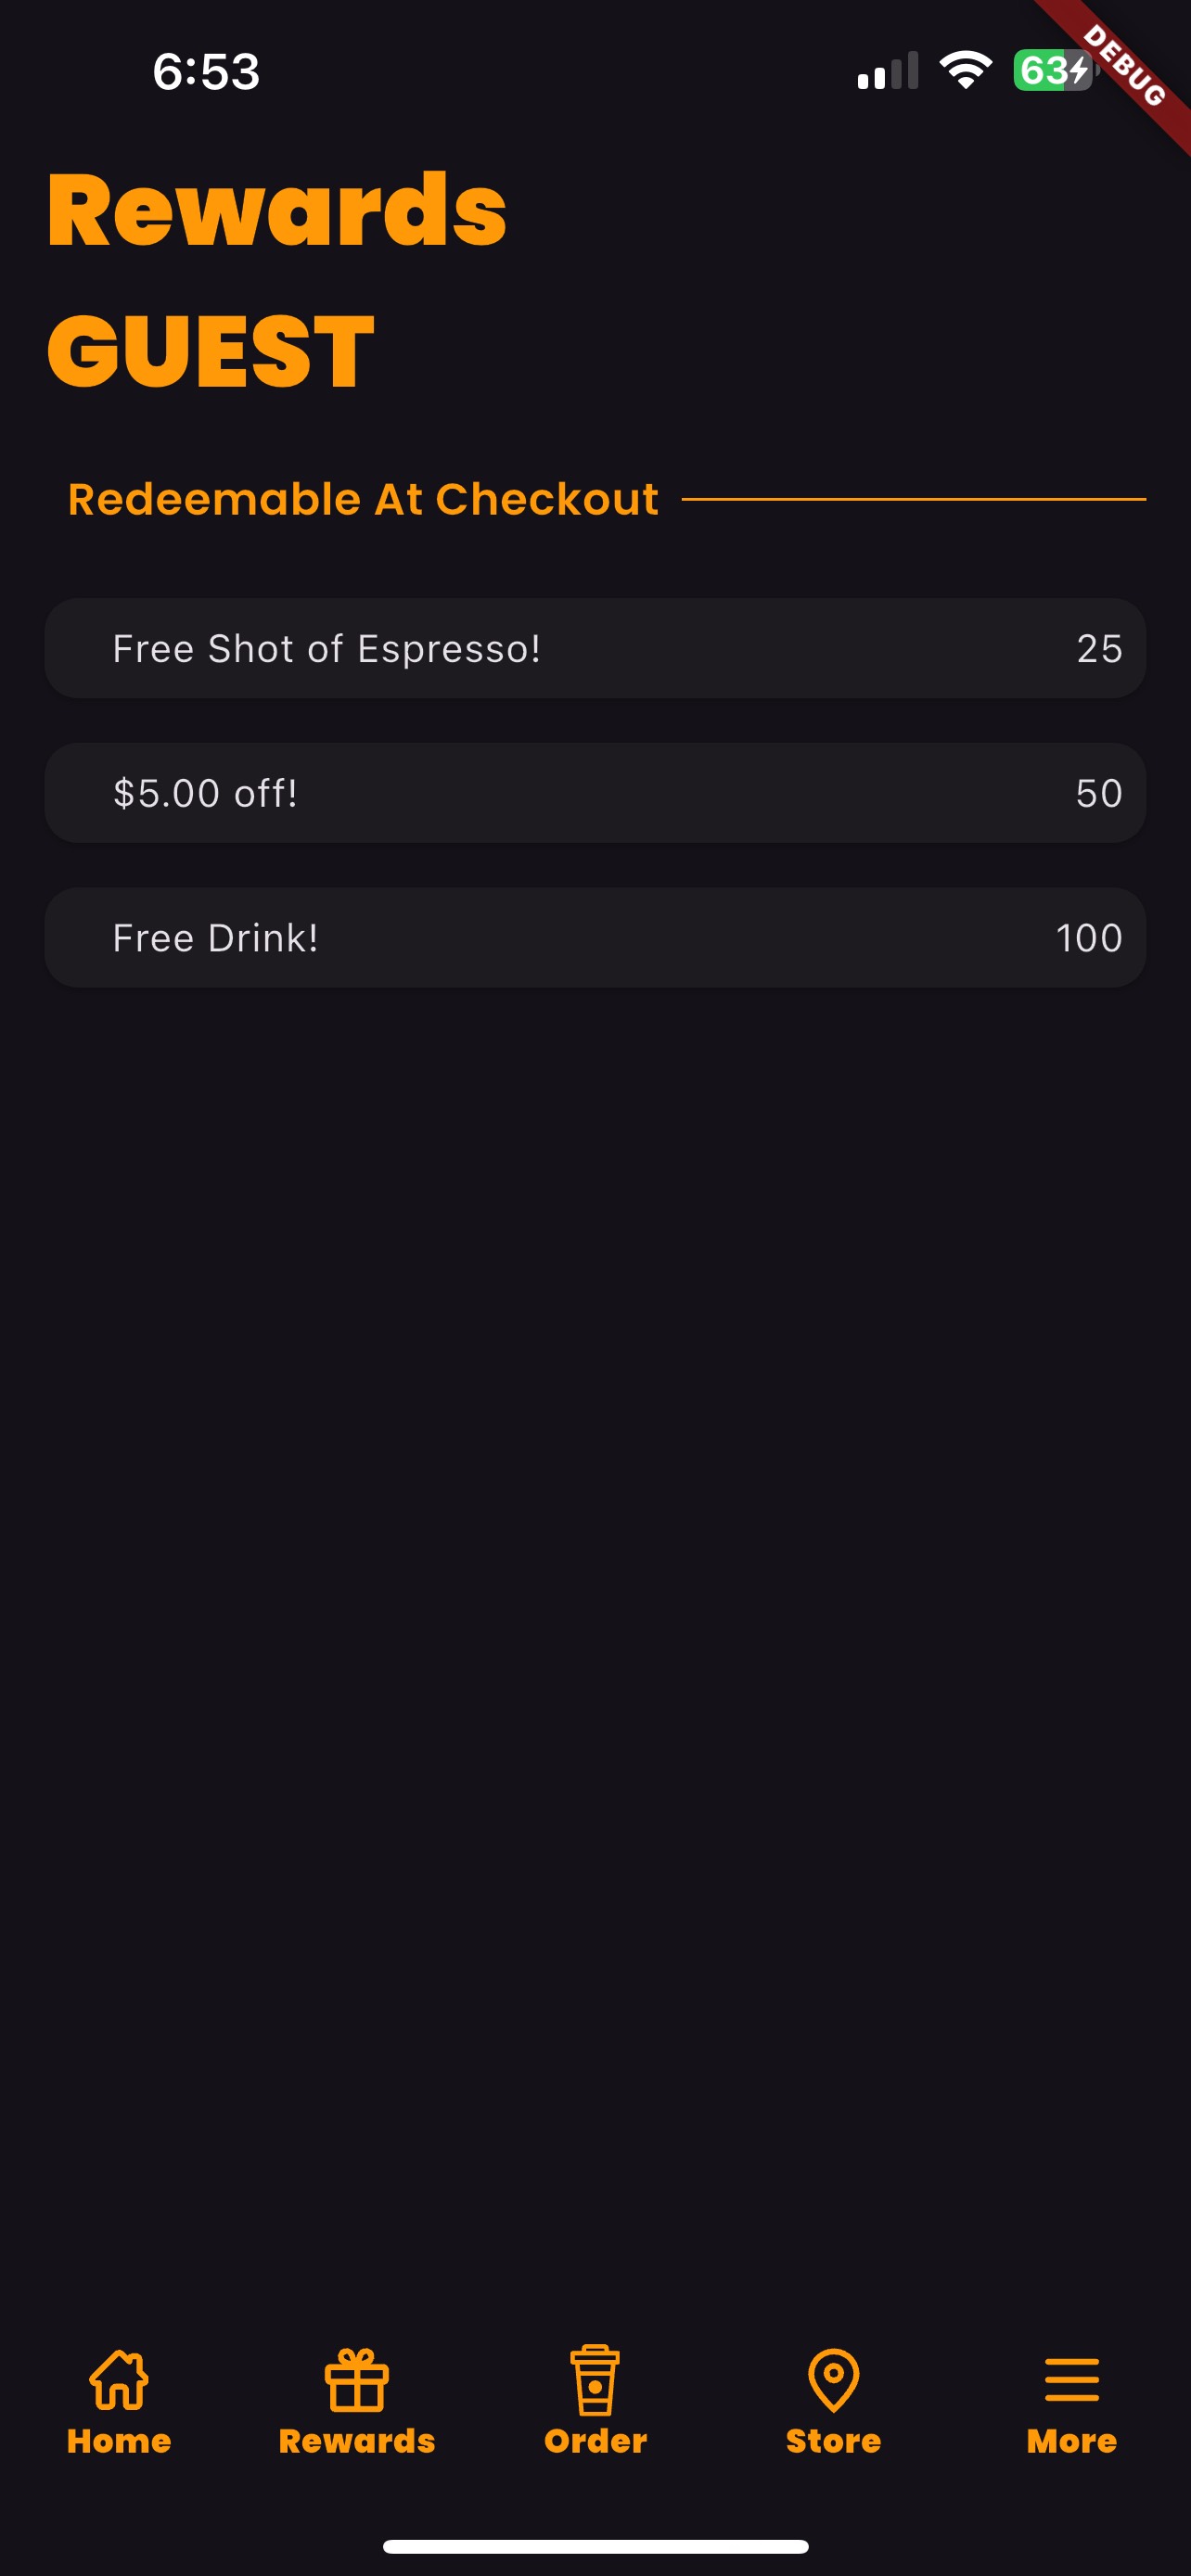 6:53
63
DEBUG
Rewards
GUEST
Redeemable At Checkout
Free Shot of Espresso! 25
$5.00 off! 50
Free Drink! 100
Home Rewards Order Store More